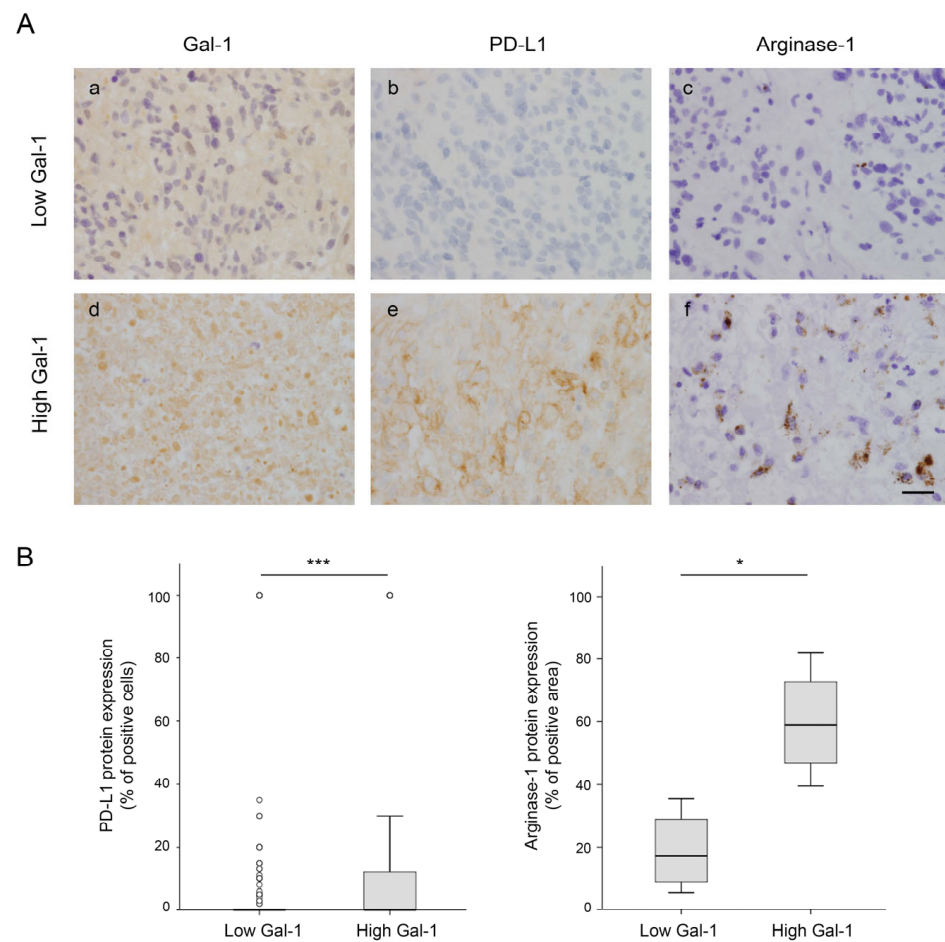 A
Gal-1 PD-L1 Arginase-1
Low Gal-1
a b c
High Gal-1
d e f
B
***
PD-L1 protein expression
(% of positive cells)
100
80
60
40
20
0
Low Gal-1 High Gal-1
*
Arginase-1 protein expression
(% of positive area)
100
80
60
40
20
0
Low Gal-1 High Gal-1